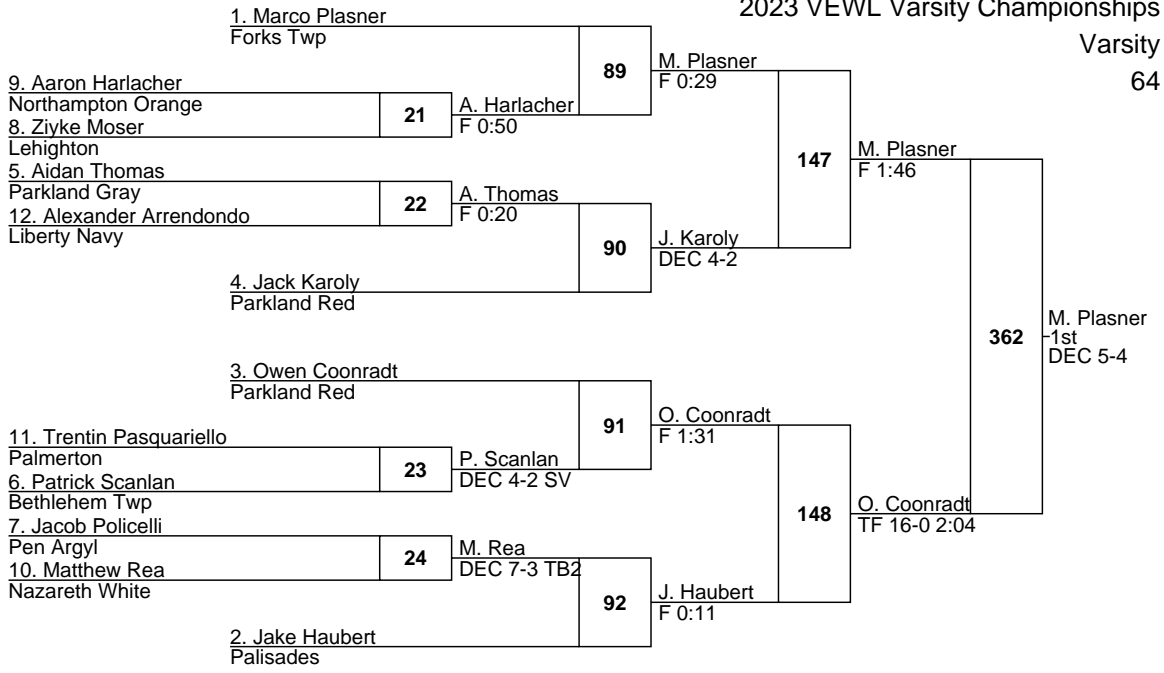 2023 VEWL Varsity Championships
Varsity
64
1. Marco Plasner
Forks Twp
89
M. Plasner
F 0:29
9. Aaron Harlacher
Northampton Orange
21
A. Harlacher
F 0:50
8. Ziyke Moser
Lehighton
147
M. Plasner
F 1:46
5. Aidan Thomas
Parkland Gray
22
A. Thomas
F 0:20
12. Alexander Arrendondo
Liberty Navy
90
J. Karoly
DEC 4-2
4. Jack Karoly
Parkland Red
362
M. Plasner
1st
DEC 5-4
3. Owen Coonradt
Parkland Red
91
O. Coonradt
F 1:31
11. Trentin Pasquariello
Palmerton
23
P. Scanlan
DEC 4-2 SV
6. Patrick Scanlan
Bethlehem Twp
148
O. Coonradt
TF 16-0 2:04
7. Jacob Policelli
Pen Argyl
24
M. Rea
DEC 7-3 TB2
10. Matthew Rea
Nazareth White
92
J. Haubert
F 0:11
2. Jake Haubert
Palisades